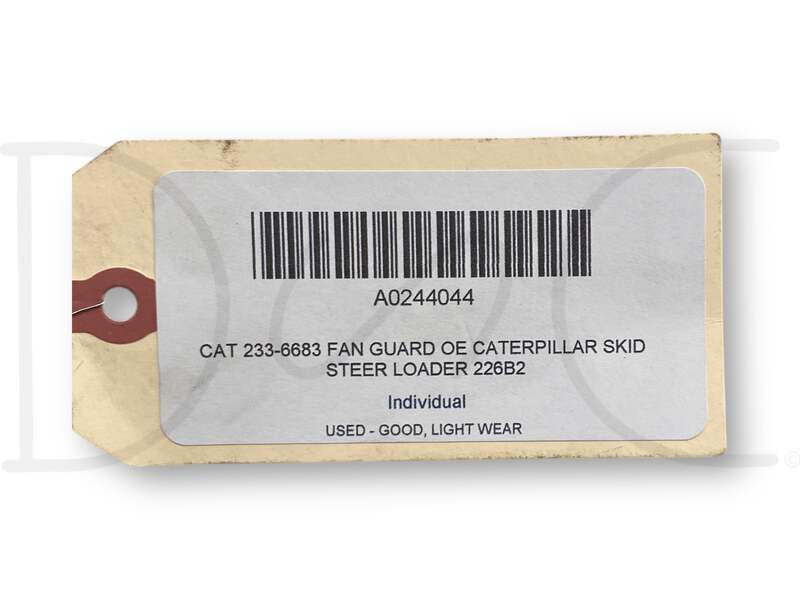 A0244044
CAT 233-6683 FAN GUARD OE CATERPILLAR SKID
STEER LOADER 226B2
Individual
USED - GOOD, LIGHT WEAR